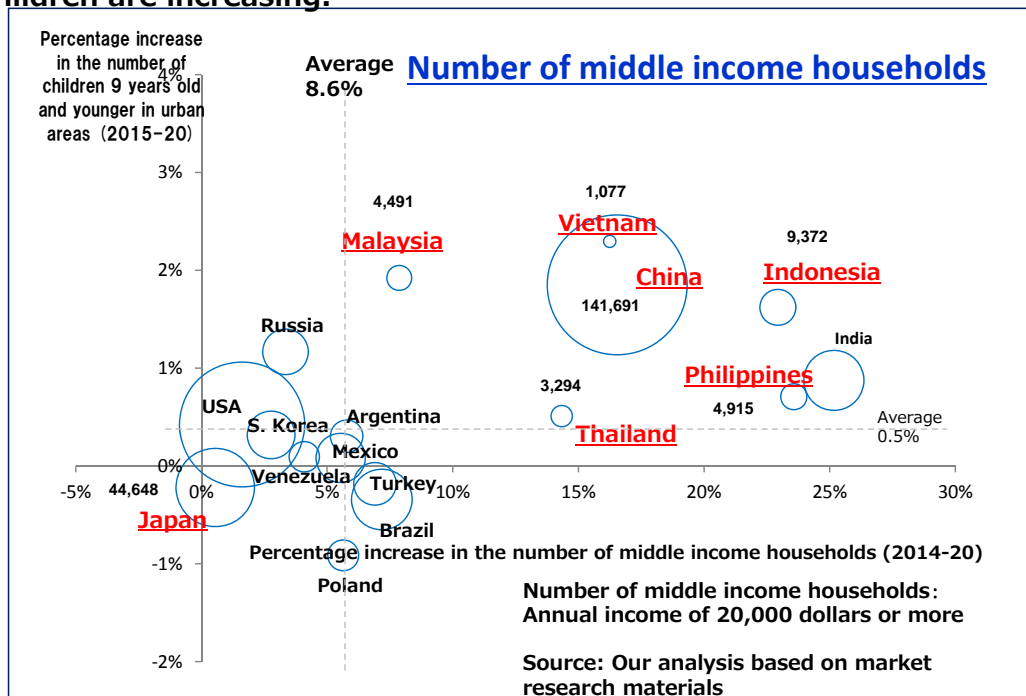 ildren are increasing.
Percentage increase
in the number of
children 9 years old
and younger in urban
areas (2015-20)
Average
8.6%
Number of middle income households
4%
3%
2%
1%
0%
-1%
-2%
4,491
Malaysia
1,077
Vietnam
China
141,691
9,372
Indonesia
Russia
India
Philippines
4,915
3,294
Thailand
USA
S. Korea
Argentina
Average
0.5%
Mexico
Venezuela
Turkey
-5%
0%
5%
10%
15%
20%
25%
30%
44,648
Japan
Brazil
Percentage increase in the number of middle income households (2014-20)
Poland
Number of middle income households:
Annual income of 20,000 dollars or more
Source: Our analysis based on market
research materials